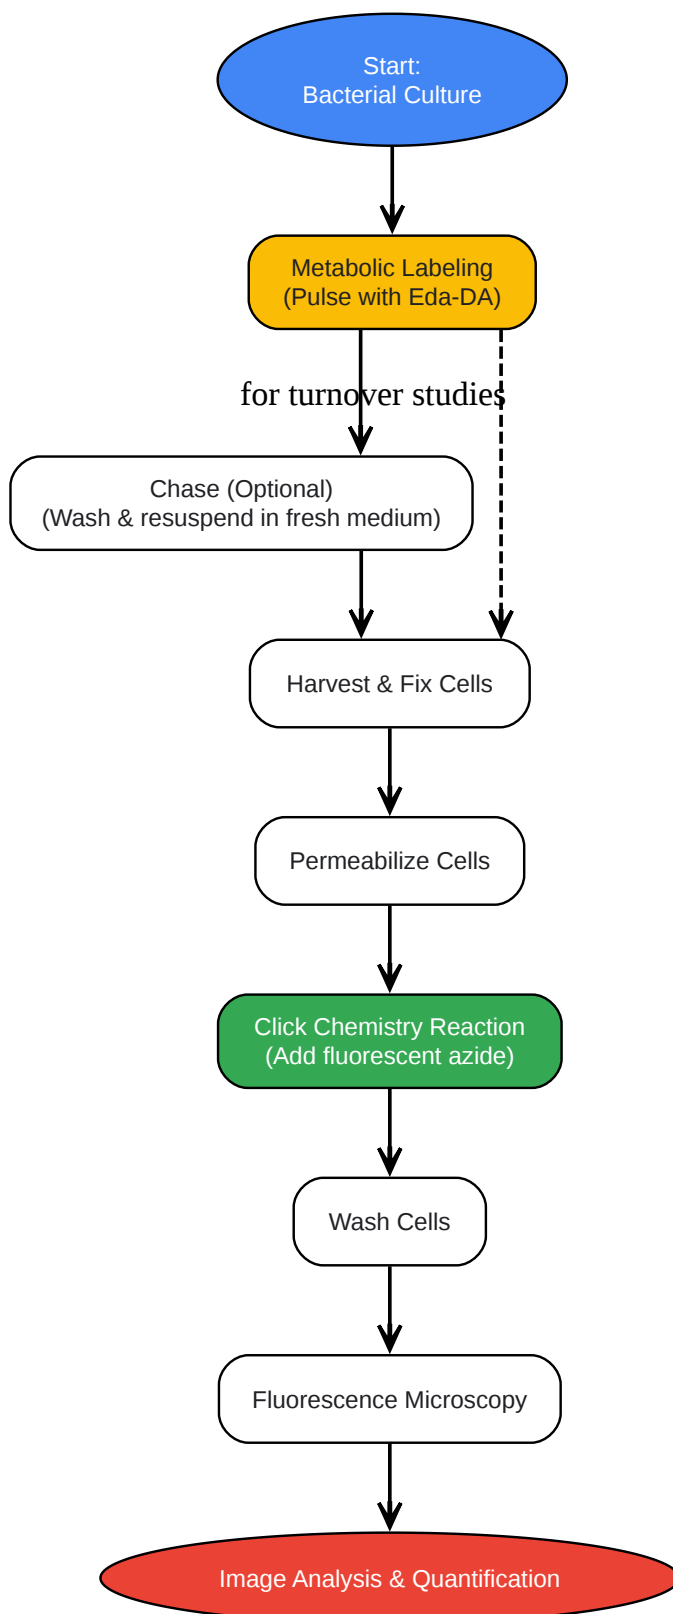 Start:
Bacterial Culture
Metabolic Labeling
(Pulse with Eda-DA)
for turnover studies
Chase (Optional)
(Wash & resuspend in fresh medium)
Harvest & Fix Cells
Permeabilize Cells
Click Chemistry Reaction
(Add fluorescent azide)
Wash Cells
Fluorescence Microscopy
Image Analysis & Quantification